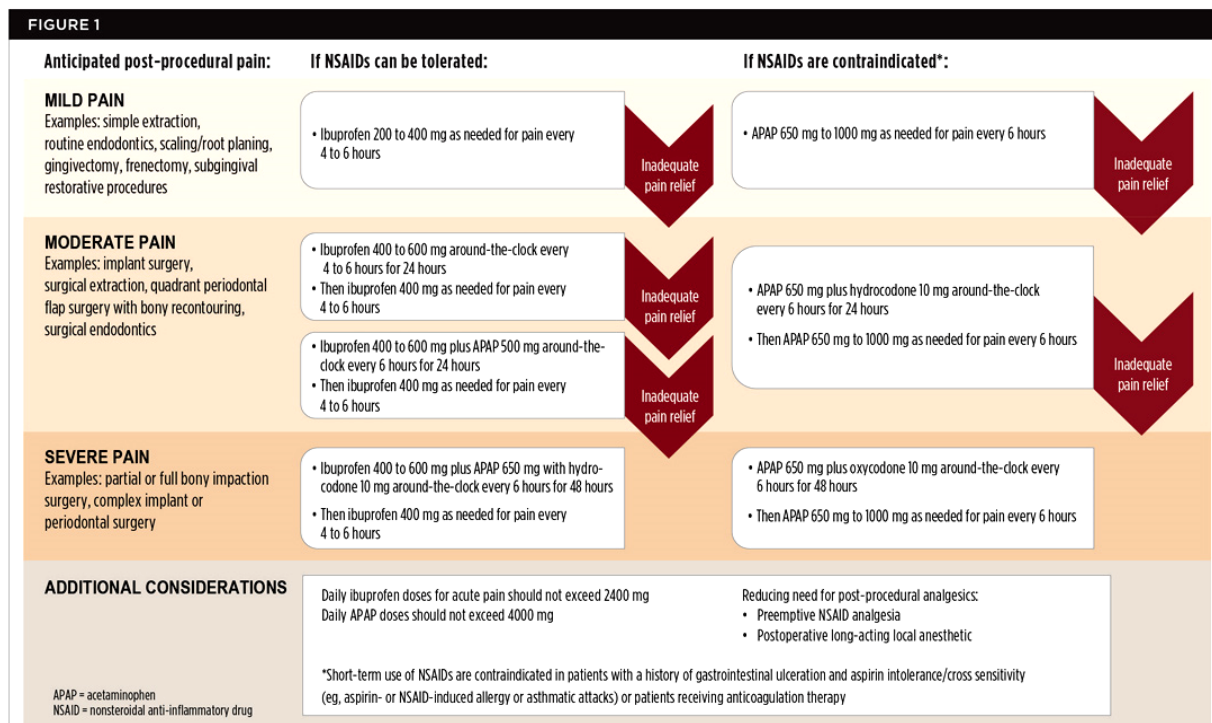 FIGURE 1
Anticipated post-procedural pain:
If NSAIDs can be tolerated:
If NSAIDs are contraindicated*:
MILD PAIN
Examples: simple extraction,
routine endodontics, scaling/root planing,
gingivectomy, frenectomy, subgingival
restorative procedures
• Ibuprofen 200 to 400 mg as needed for pain every
4 to 6 hours
Inadequate
pain relief
• APAP 650 mg to 1000 mg as needed for pain every 6 hours
Inadequate
pain relief
MODERATE PAIN
Examples: implant surgery,
surgical extraction, quadrant periodontal
flap surgery with bony recontouring,
surgical endodontics
• Ibuprofen 400 to 600 mg around-the-clock every
4 to 6 hours for 24 hours
• Then ibuprofen 400 mg as needed for pain every
4 to 6 hours
Inadequate
pain relief
• Ibuprofen 400 to 600 mg plus APAP 500 mg around-the-
clock every 6 hours for 24 hours
• Then ibuprofen 400 mg as needed for pain every
4 to 6 hours
Inadequate
pain relief
• APAP 650 mg plus hydrocodone 10 mg around-the-clock
every 6 hours for 24 hours
• Then APAP 650 mg to 1000 mg as needed for pain every 6 hours
Inadequate
pain relief
SEVERE PAIN
Examples: partial or full bony impaction
surgery, complex implant or
periodontal surgery
• Ibuprofen 400 to 600 mg plus APAP 650 mg with hydro-
codone 10 mg around-the-clock every 6 hours for 48 hours
• Then ibuprofen 400 mg as needed for pain every
4 to 6 hours
• APAP 650 mg plus oxycodone 10 mg around-the-clock every
6 hours for 48 hours
• Then APAP 650 mg to 1000 mg as needed for pain every 6 hours
ADDITIONAL CONSIDERATIONS
Daily ibuprofen doses for acute pain should not exceed 2400 mg
Daily APAP doses should not exceed 4000 mg
Reducing need for post-procedural analgesics:
• Preemptive NSAID analgesia
• Postoperative long-acting local anesthetic
*Short-term use of NSAIDs are contraindicated in patients with a history of gastrointestinal ulceration and aspirin intolerance/cross sensitivity
(eg, aspirin- or NSAID-induced allergy or asthmatic attacks) or patients receiving anticoagulation therapy
APAP = acetaminophen
NSAID = nonsteroidal anti-inflammatory drug